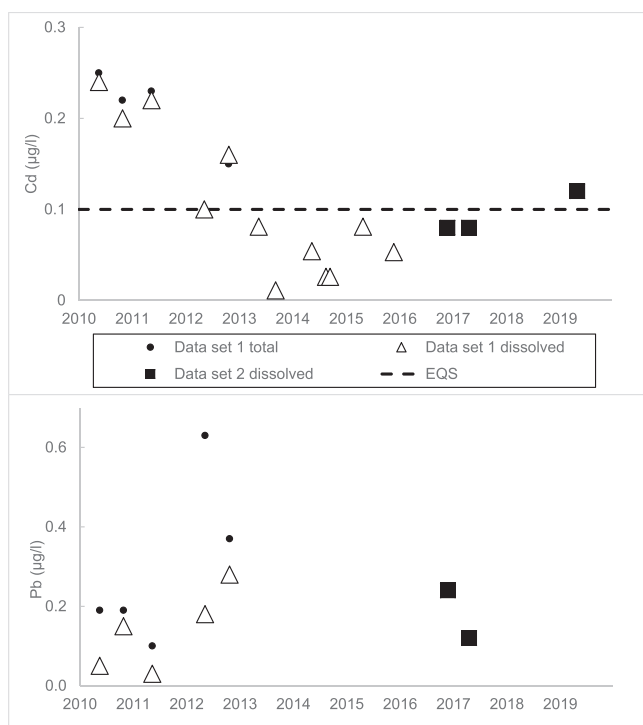 0.3
0.2
Cd (µg/l)
0.1
0
2010 2011 2012 2013 2014 2015 2016 2017 2018 2019
Data set 1 total Data set 1 dissolved
Data set 2 dissolved EQS
0.6
0.4
Pb (µg/l)
0.2
0.0
2010 2011 2012 2013 2014 2015 2016 2017 2018 2019